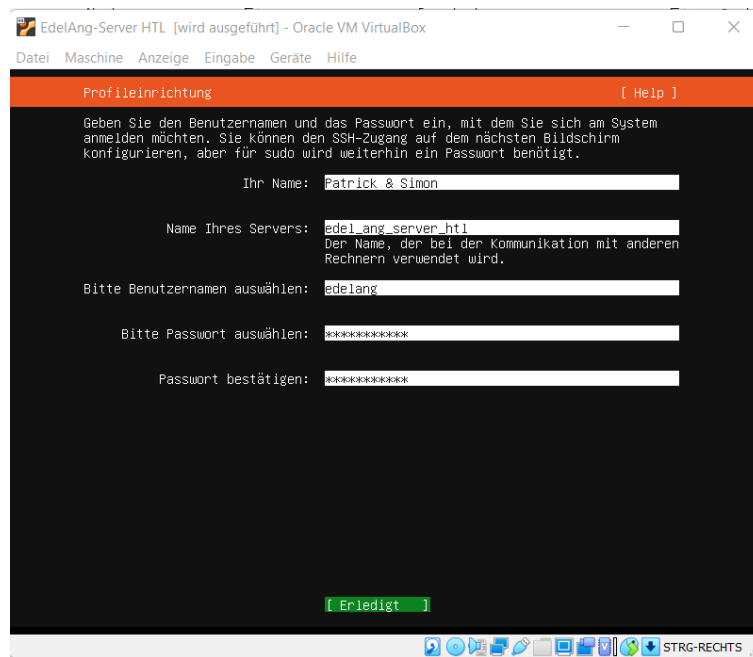 EdelAng-Server HTL [wird ausgeführt] - Oracle VM VirtualBox
Datei Maschine Anzeige Eingabe Geräte Hilfe
Profileinrichtung [ Help ]
Geben Sie den Benutzernamen und das Passwort ein, mit dem Sie sich am System
anmelden möchten. Sie können den SSH-Zugang auf dem nächsten Bildschirm
konfigurieren, aber für sudo wird weiterhin ein Passwort benötigt.
Ihr Name: Patrick & Simon
Name Ihres Servers: edel_ang_server_htl
Der Name, der bei der Kommunikation mit anderen
Rechnern verwendet wird.
Bitte Benutzernamen auswählen: edelang
Bitte Passwort auswählen: ***********
Passwort bestätigen: ***********
[ Erledigt ]
STRG-RECHTS